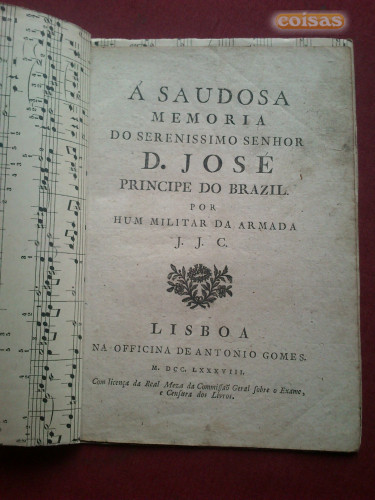 coisas
Á SAUDOSA
MEMORIA
DO SERENISSIMO SENHOR
D. JOSÉ
PRINCIPE DO BRAZIL.
POR
HUM MILITAR DA ARMADA
J. J. C.
LISBOA
NA OFFICINA DE ANTONIO GOMES.
M. DCC. LXXXVIII.
Com licença da Real Meza da Commissaõ Geral ſobre o Exame,
e Cenſura dos Livros.